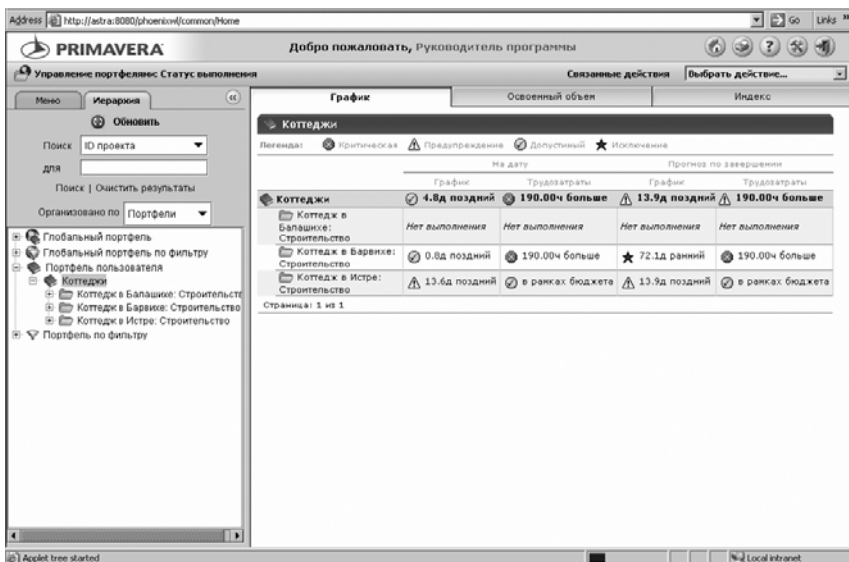 Address http://astra:8080/phoenixwl/common/Home Go Links »
PRIMAVERA Добро пожаловать, Руководитель программы
Управление портфелями: Статус выполнения Связанные действия Выбрать действие...
Меню Иерархия График Освоенный объем Индекс
Обновить
Поиск ID проекта
для
Поиск | Очистить результаты
Организовано по Портфели
Глобальный портфель
Глобальный портфель по фильтру
Портфель пользователя
Коттеджи
Коттедж в Балашихе: Строительств
Коттедж в Барвихе: Строительство
Коттедж в Истре: Строительство
Портфель по фильтру
Коттеджи
Легенда: Критическая Предупреждение Допустимый Исключение
На дату Прогноз по завершении
График Трудозатраты График Трудозатраты
Коттеджи 4.8д поздний 190.00ч больше 13.9д поздний 190.00ч больше
Коттедж в
Балашихе: Нет выполнения Нет выполнения Нет выполнения Нет выполнения
Строительство
Коттедж в Барвихе: 0.8д поздний 190.00ч больше 72.1д ранний 190.00ч больше
Строительство
Коттедж в Истре: 13.6д поздний в рамках бюджета 13.9д поздний в рамках бюджета
Строительство
Страница: 1 из 1
Applet tree started Local intranet